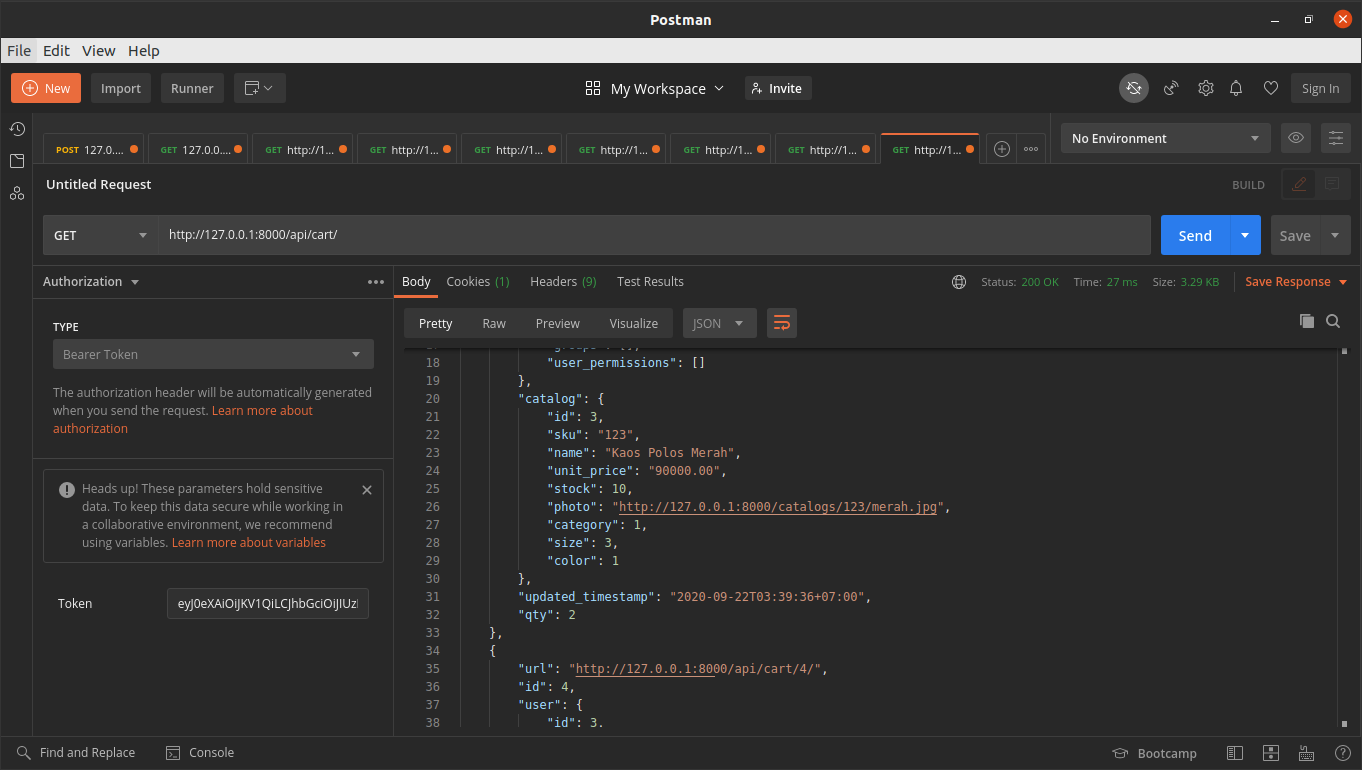 Postman
File Edit View Help
New Import Runner My Workspace Invite Sign In
POST 127.0.... GET 127.0.0.... GET http://1... GET http://1... GET http://1... GET http://1... GET http://1... GET http://1... GET http://1... No Environment
Untitled Request BUILD
GET http://127.0.0.1:8000/api/cart/ Send Save
Authorization
Body Cookies (1) Headers (9) Test Results Status: 200 OK Time: 27 ms Size: 3.29 KB Save Response
TYPE
Bearer Token
The authorization header will be automatically generated
when you send the request. Learn more about
authorization
Heads up! These parameters hold sensitive
data. To keep this data secure while working in
a collaborative environment, we recommend
using variables. Learn more about variables
Token eyJ0eXAiOiJKV1QiLCJhbGciOiJIUz
Pretty Raw Preview Visualize JSON
17 "groups": [],
18 "user_permissions": []
19 },
20 "catalog": {
21 "id": 3,
22 "sku": "123",
23 "name": "Kaos Polos Merah",
24 "unit_price": "90000.00",
25 "stock": 10,
26 "photo": "http://127.0.0.1:8000/catalogs/123/merah.jpg",
27 "category": 1,
28 "size": 3,
29 "color": 1
30 },
31 "updated_timestamp": "2020-09-22T03:39:36+07:00",
32 "qty": 2
33 },
34 {
35 "url": "http://127.0.0.1:8000/api/cart/4/",
36 "id": 4,
37 "user": {
38 "id": 3,
Find and Replace Console Bootcamp